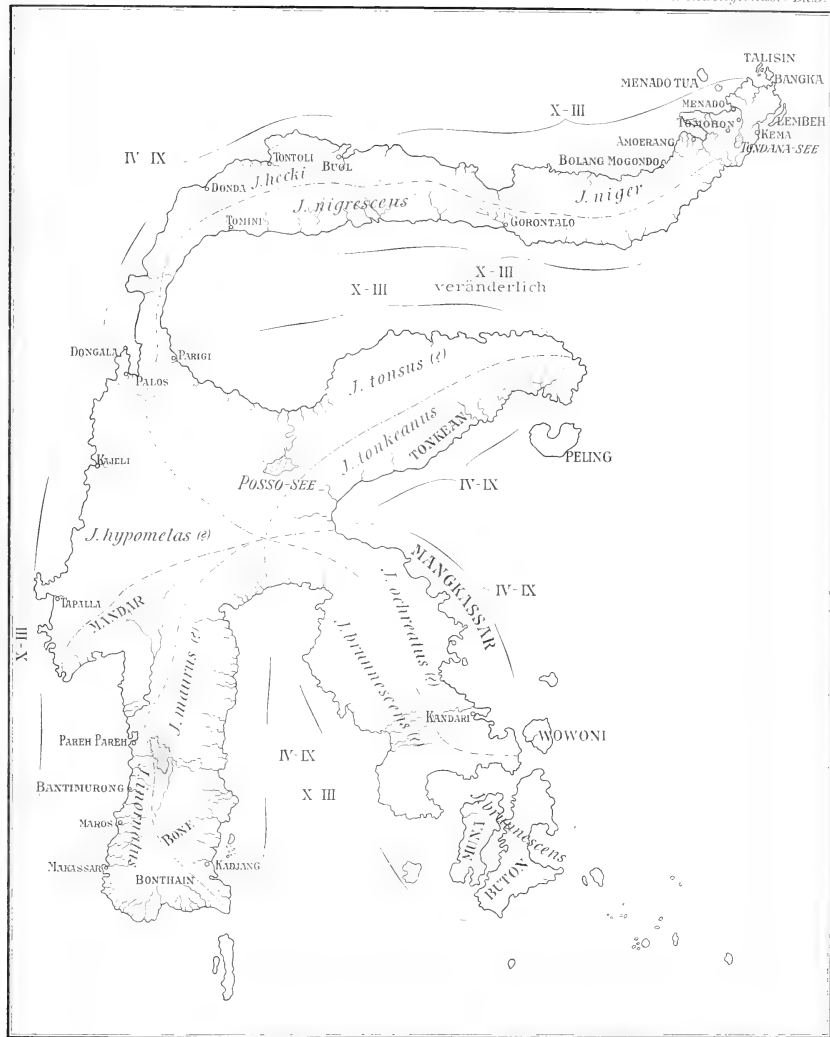 TALISIN
BANGKA
MENADO TUA
MENADO
LEMBEH
TOMOHON
KEMA
TONDANA-SEE
AMOERANG
BOLANG MOGONDO
X-III
IV IX
TONTOLI
BUOL
J. hecki
DONDA
J. nigrescens
J. niger
TOMINI
GORONTALO
X-III
X-III
veränderlich
DONGALA
PARIGI
PALOS
J. tonsus (?)
J. tonkeanus
TONKEAN
PELING
KAJELI
POSSO-SEE
IV-IX
J. hypomelas (?)
MANGKASSAR
IV-IX
TAPALLA
MANDAR
X-III
J. ochreatus (?)
J. maurus (?)
J. brunnescens
KANDARI
WOWONI
PAREH PAREH
IV-IX
X III
BANTIMURONG
MAROS
BONE
J. brunnescens
MUNA
BUTON
MAKASSAR
KADJANG
BONTHAIN